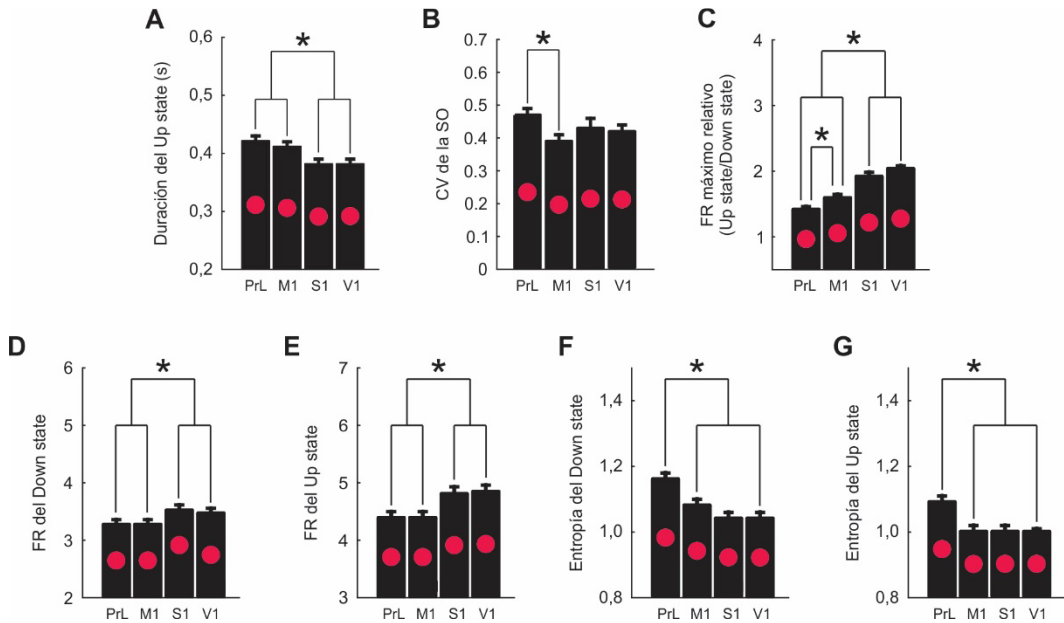 A
Duración del Up state (s)
0,6
0,5
0,4
0,3
0,2
*
PrL M1 S1 V1
B
CV de la SO
0.7
0.6
0.5
0.4
0.3
0.2
0.1
0
*
PrL M1 S1 V1
C
FR máximo relativo
(Up state/Down state)
4
3
2
1
*
*
PrL M1 S1 V1
D
FR del Down state
6
5
4
3
2
*
PrL M1 S1 V1
E
FR del Up state
7
6
5
4
3
*
PrL M1 S1 V1
F
Entropía del Down state
1,4
1,2
1,0
0,8
*
PrL M1 S1 V1
G
Entropía del Up state
1,4
1,2
1,0
0,8
*
PrL M1 S1 V1